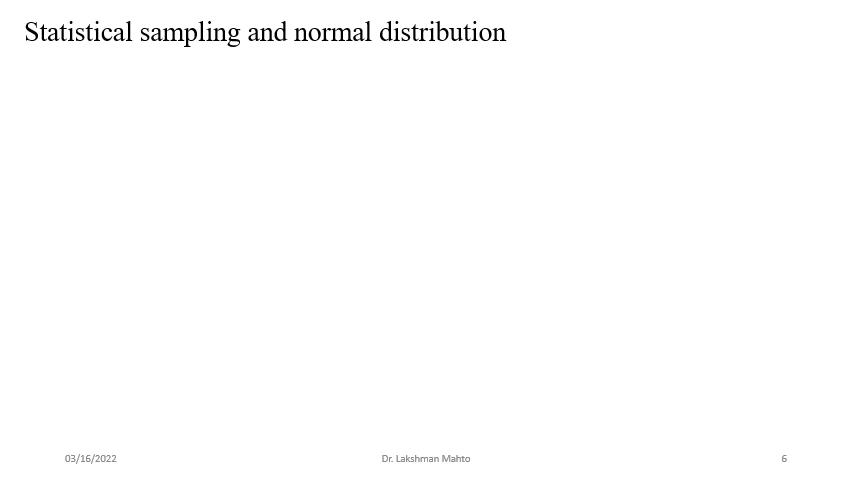 Statistical sampling and normal distribution
03/16/2022
Dr. Lakshman Mahto
6